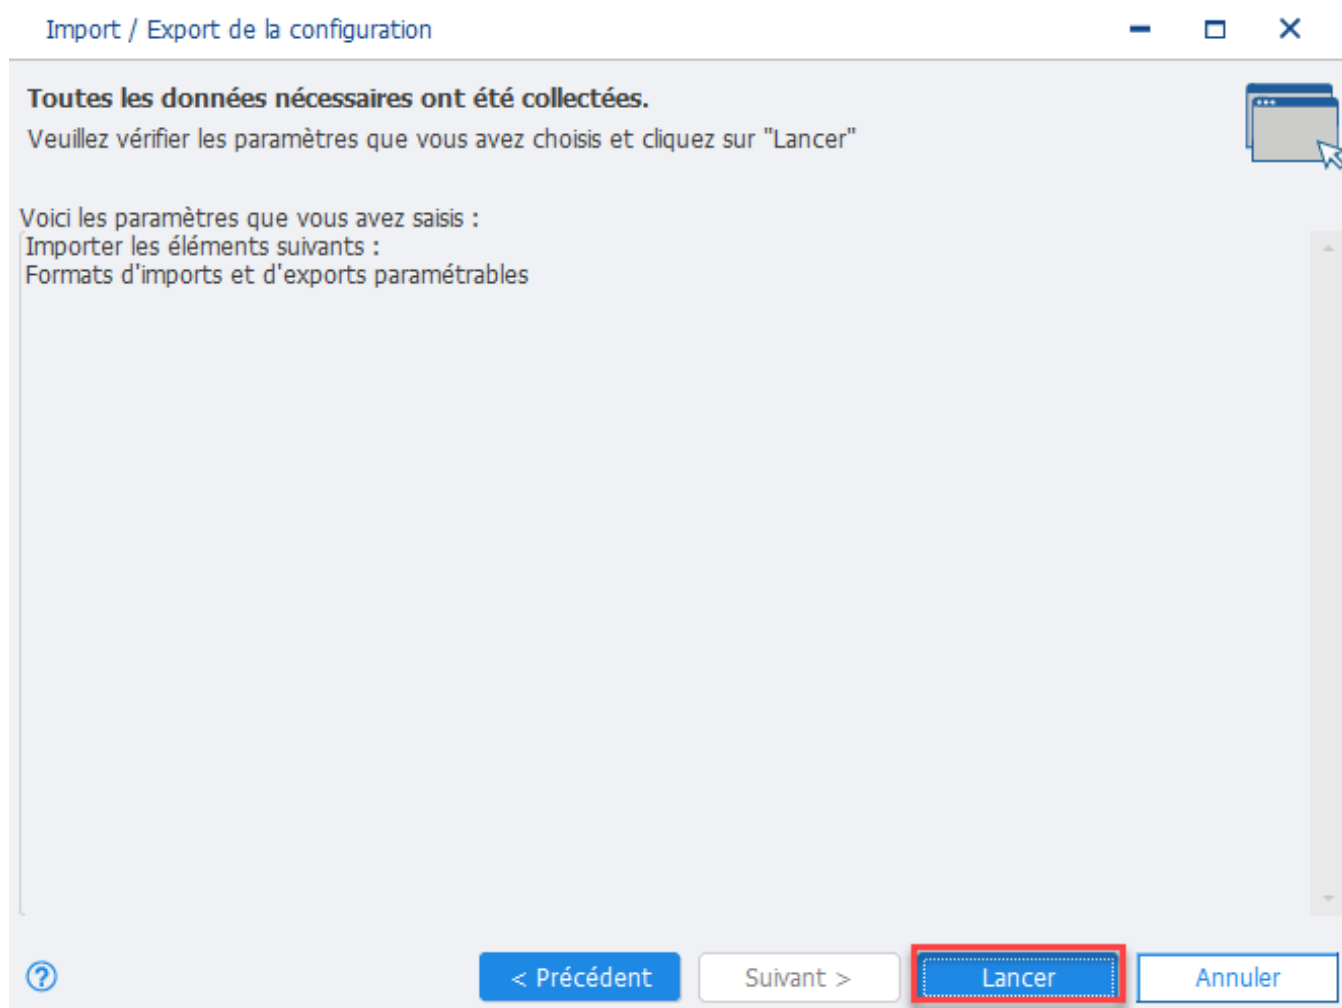 Import / Export de la configuration
Toutes les données nécessaires ont été collectées.
Veuillez vérifier les paramètres que vous avez choisis et cliquez sur "Lancer"
Voici les paramètres que vous avez saisis :
Importer les éléments suivants :
Formats d'imports et d'exports paramétrables
?
< Précédent
Suivant >
Lancer
Annuler